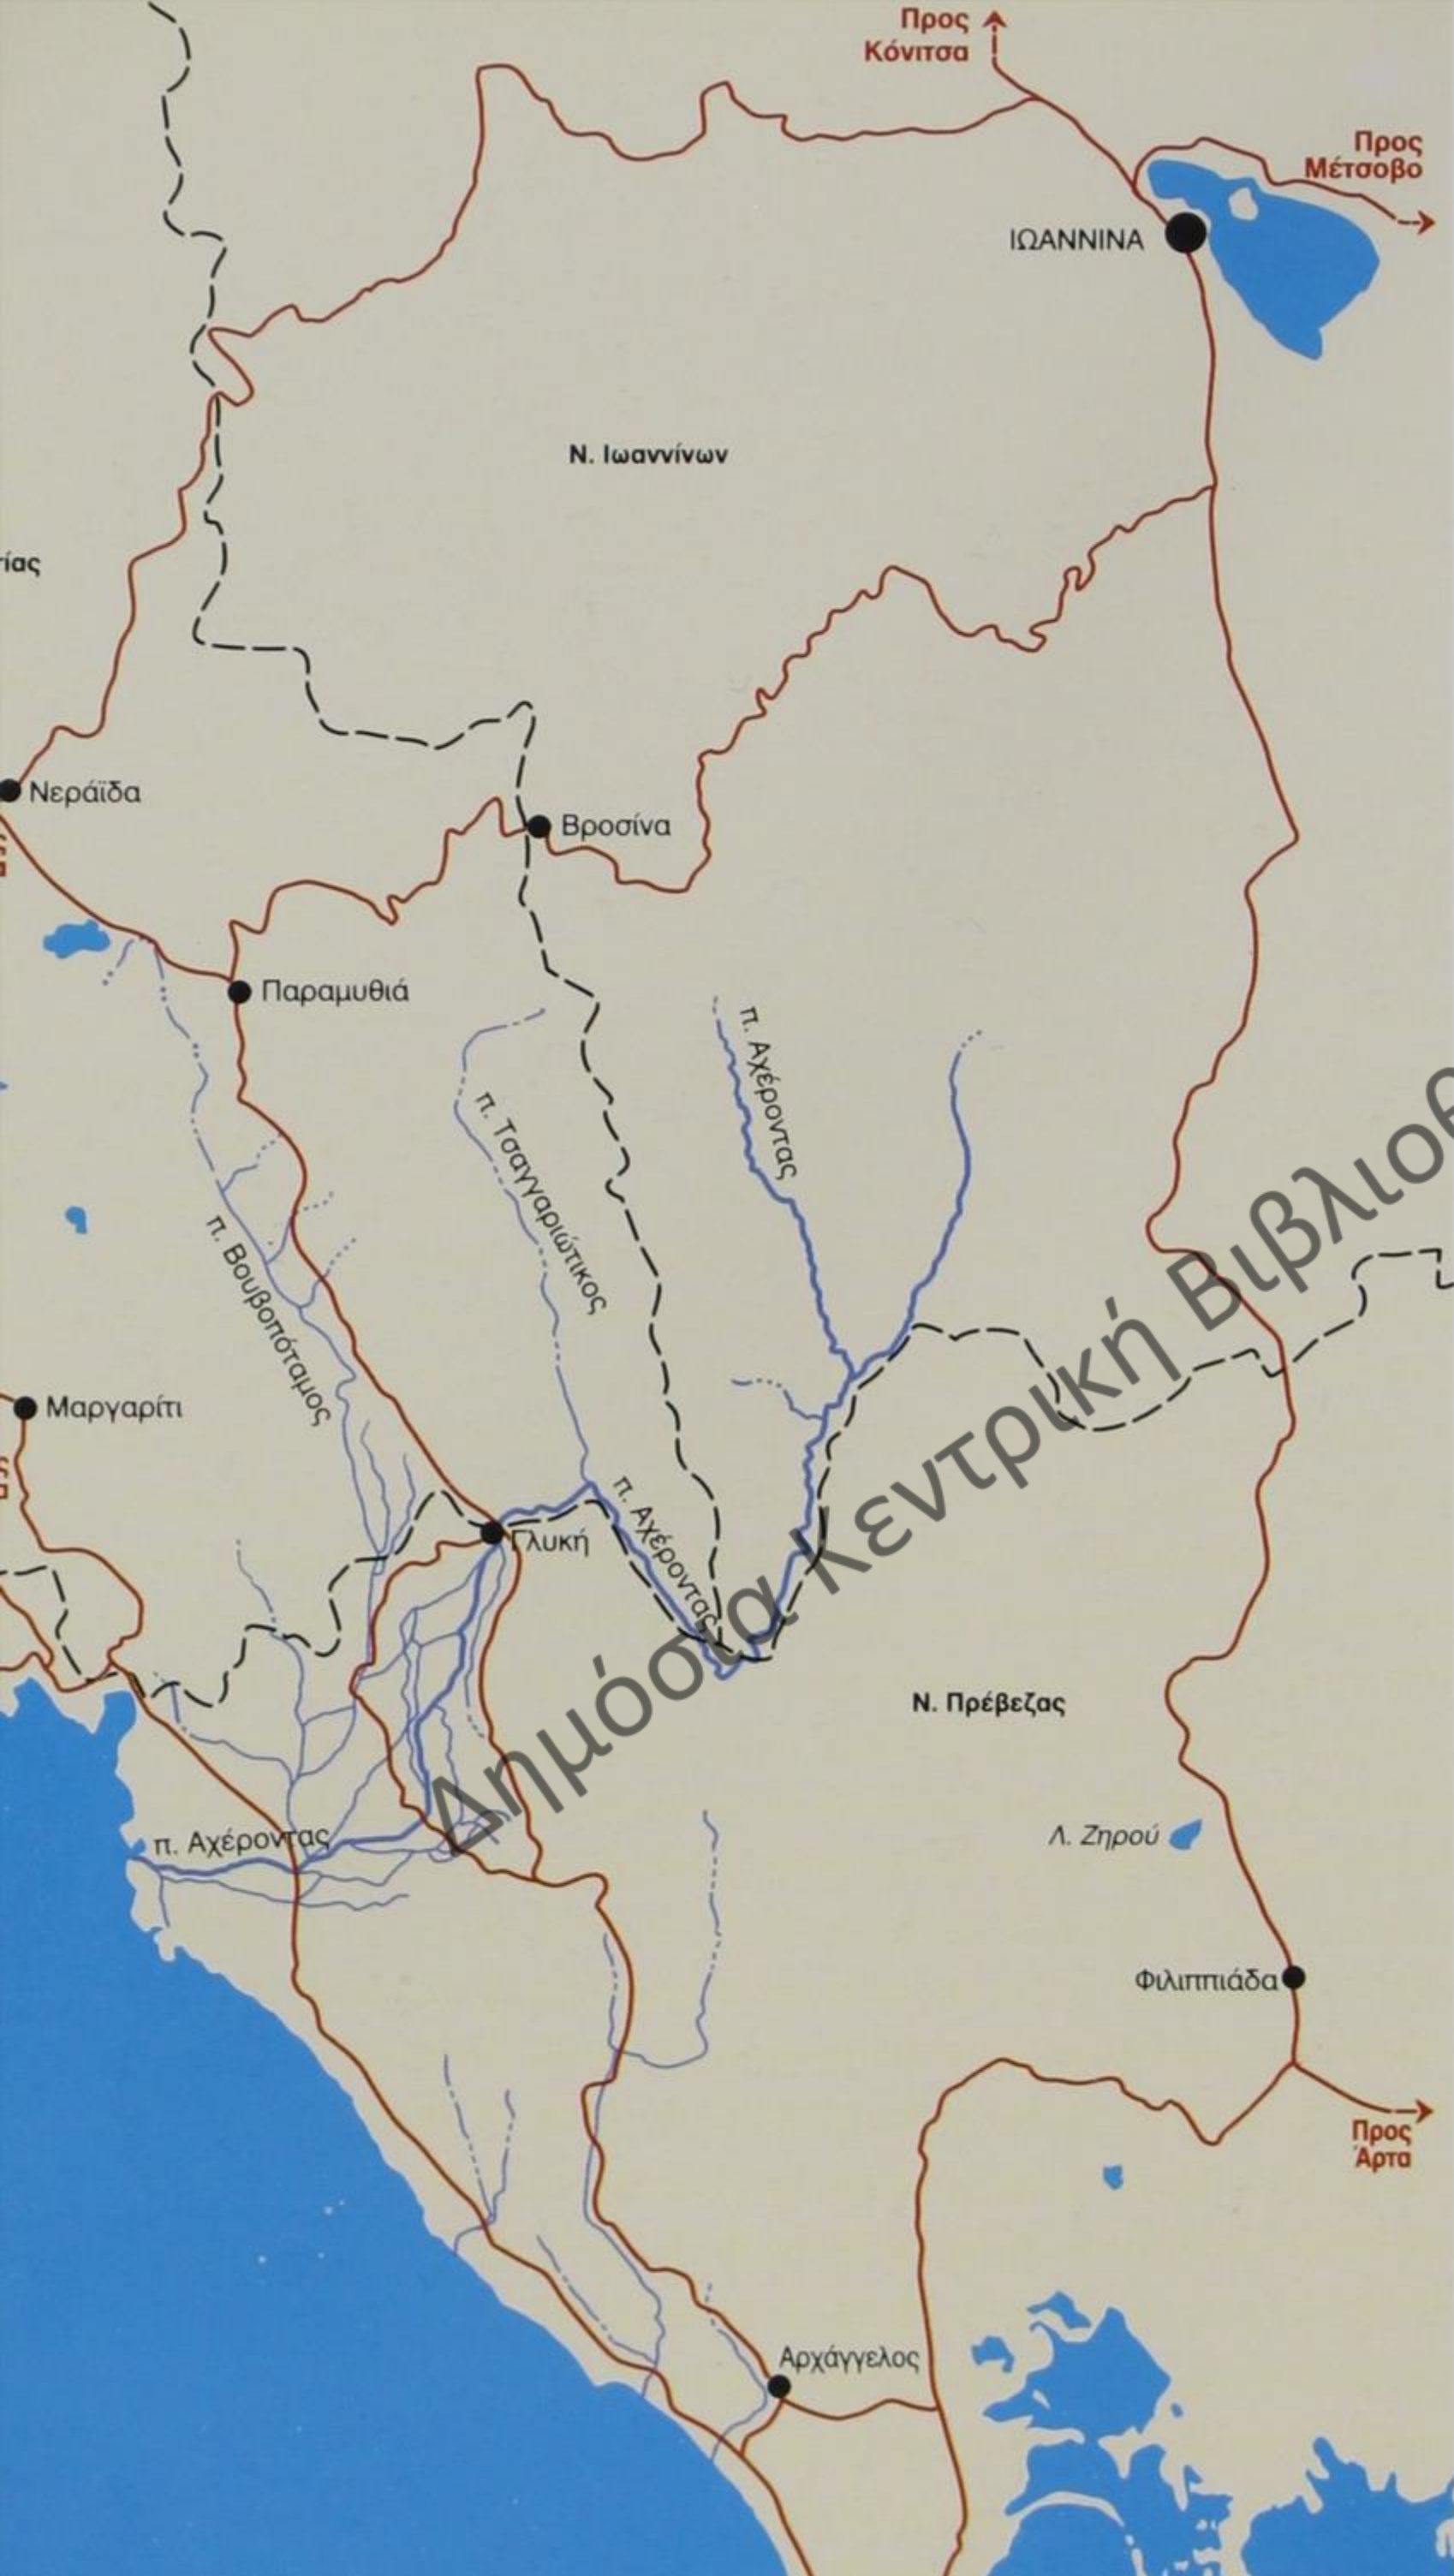 Προς
Κόνιτσα
Προς
Μέτσοβο
ΙΩΑΝΝΙΝΑ
Ν. Ιωαννίνων
τίας
Νεράϊδα
Βροσίνα
Παραμυθιά
π. Αχέροντας
π. Τσαγγαριώτικος
π. Βουβοπόταμος
Μαργαρίτι
π. Αχέροντας
Γλυκή
Δημόσια Κεντρική Βιβλιοθ
Ν. Πρέβεζας
π. Αχέροντας
Λ. Ζηρού
Φιλιππιάδα
Προς
Άρτα
Αρχάγγελος